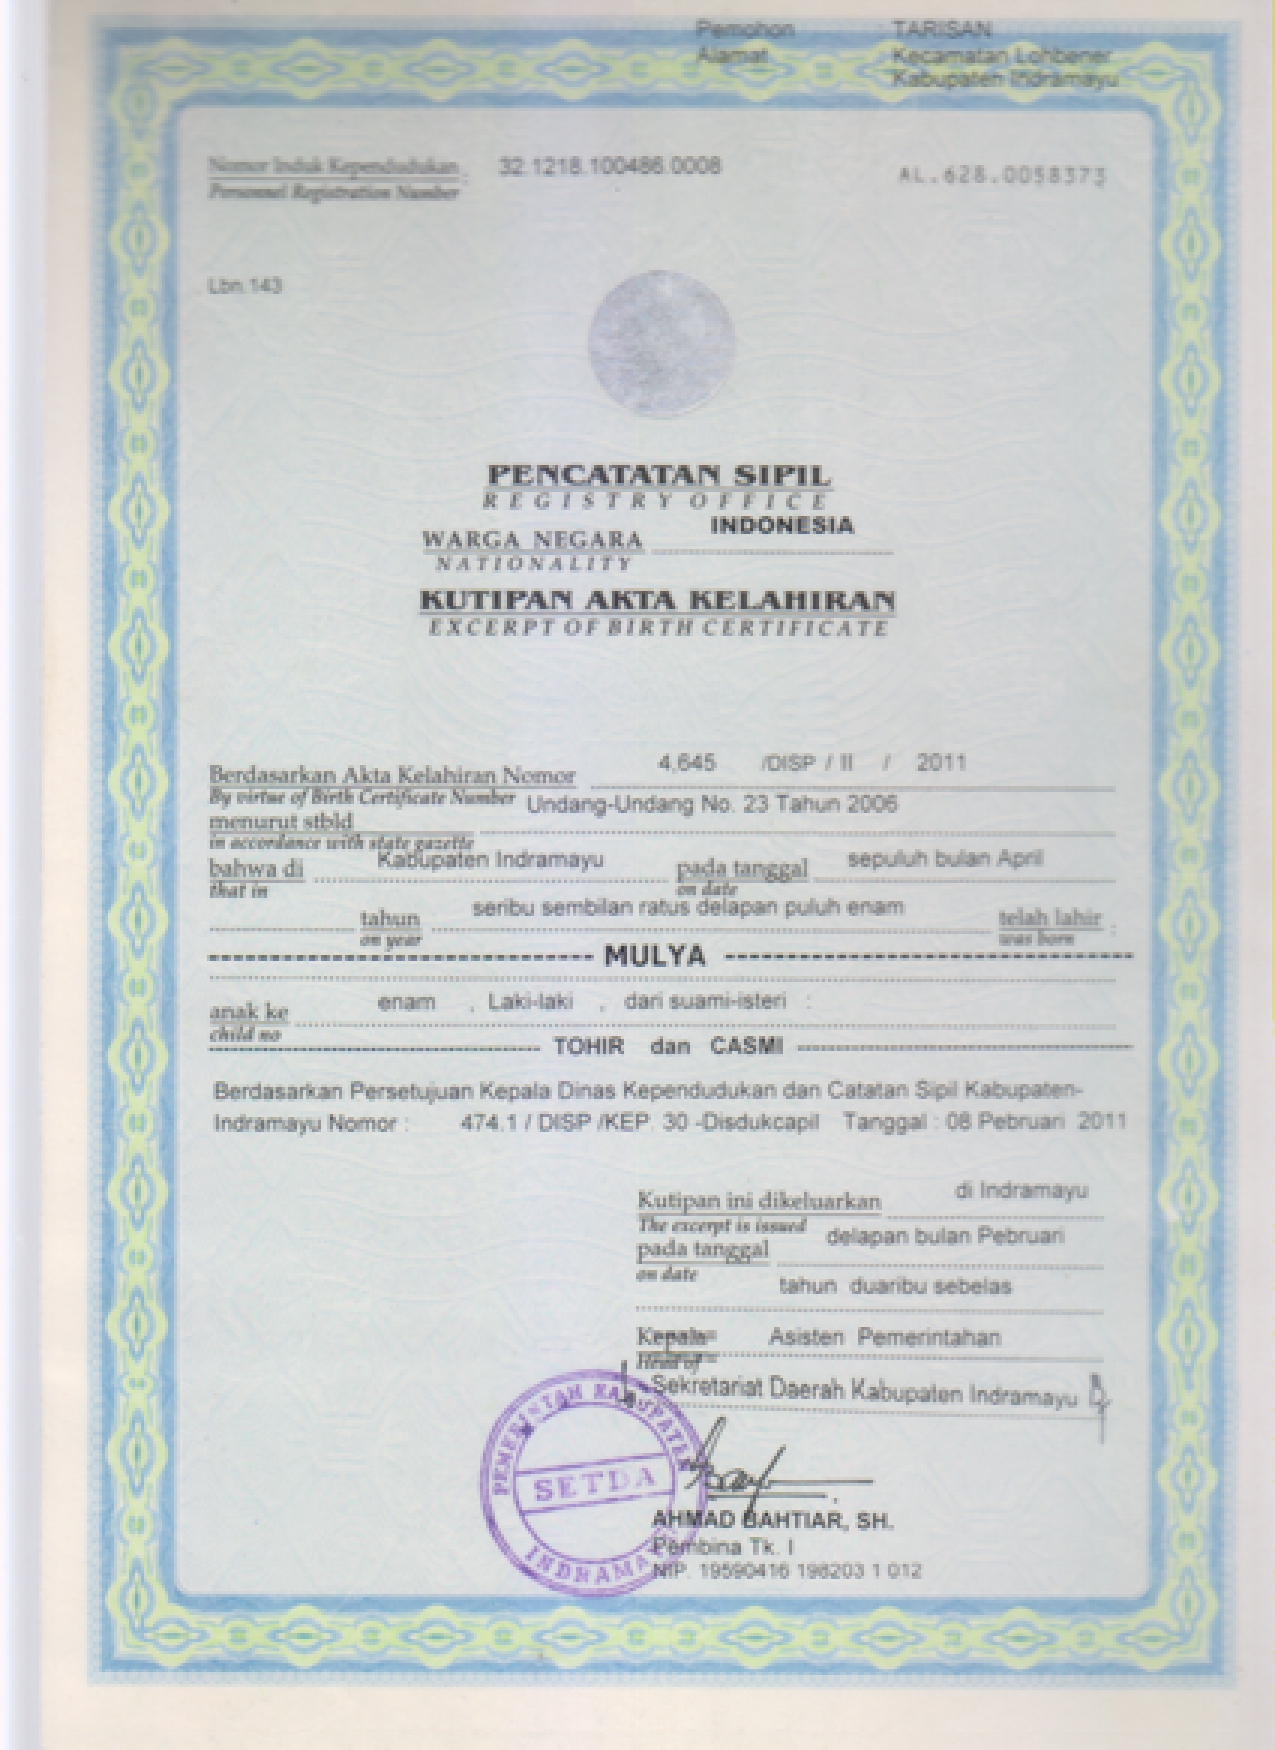 Pemohon : TARISAN
Alamat : Kecamatan Lohbener
Kabupaten Indramayu
Nomor Induk Kependudukan : 32.1218.100486.0008
Personnel Registration Number
AL.628.0058373
Lbn.143
PENCATATAN SIPIL
REGISTRY OFFICE
WARGA NEGARA INDONESIA
NATIONALITY
KUTIPAN AKTA KELAHIRAN
EXCERPT OF BIRTH CERTIFICATE
Berdasarkan Akta Kelahiran Nomor 4,645 /DISP / II / 2011
By virtue of Birth Certificate Number
menurut stbld Undang-Undang No. 23 Tahun 2006
in accordance with state gazette
bahwa di Kabupaten Indramayu pada tanggal sepuluh bulan April
that in on date
tahun seribu sembilan ratus delapan puluh enam telah lahir :
on year was born
MULYA
anak ke enam , Laki-laki , dari suami-isteri :
child no
TOHIR dan CASMI
Berdasarkan Persetujuan Kepala Dinas Kependudukan dan Catatan Sipil Kabupaten-
Indramayu Nomor : 474.1 / DISP /KEP. 30 -Disdukcapil Tanggal : 08 Pebruari 2011
Kutipan ini dikeluarkan di Indramayu
The excerpt is issued
pada tanggal delapan bulan Pebruari
on date
tahun duaribu sebelas
Kepala Asisten Pemerintahan
Head of
Sekretariat Daerah Kabupaten Indramayu
PEMERINTAH KABUPATEN
SETDA
INDRAMAYU
AHMAD BAHTIAR, SH.
Pembina Tk. I
NIP. 19590416 198203 1 012